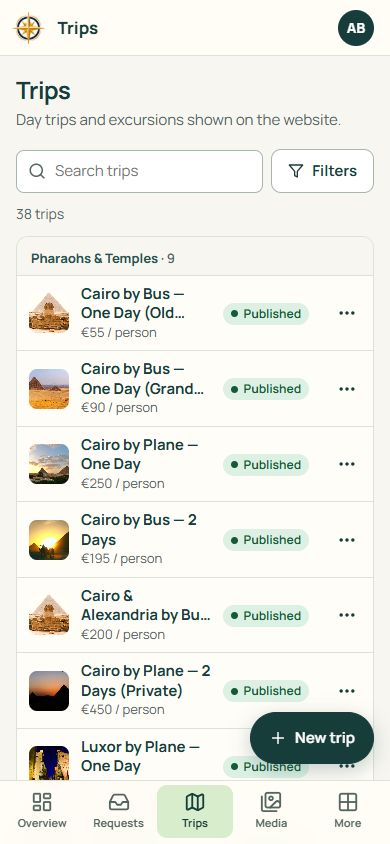 Trips
AB
Trips
Day trips and excursions shown on the website.
Search trips
Filters
38 trips
Pharaohs & Temples · 9
Cairo by Bus —
One Day (Old…
€55 / person
Published
Cairo by Bus —
One Day (Grand…
€90 / person
Published
Cairo by Plane —
One Day
€250 / person
Published
Cairo by Bus — 2
Days
€195 / person
Published
Cairo &
Alexandria by Bu…
€200 / person
Published
Cairo by Plane — 2
Days (Private)
€450 / person
Published
Luxor by Plane —
One Day
Published
New trip
Overview
Requests
Trips
Media
More